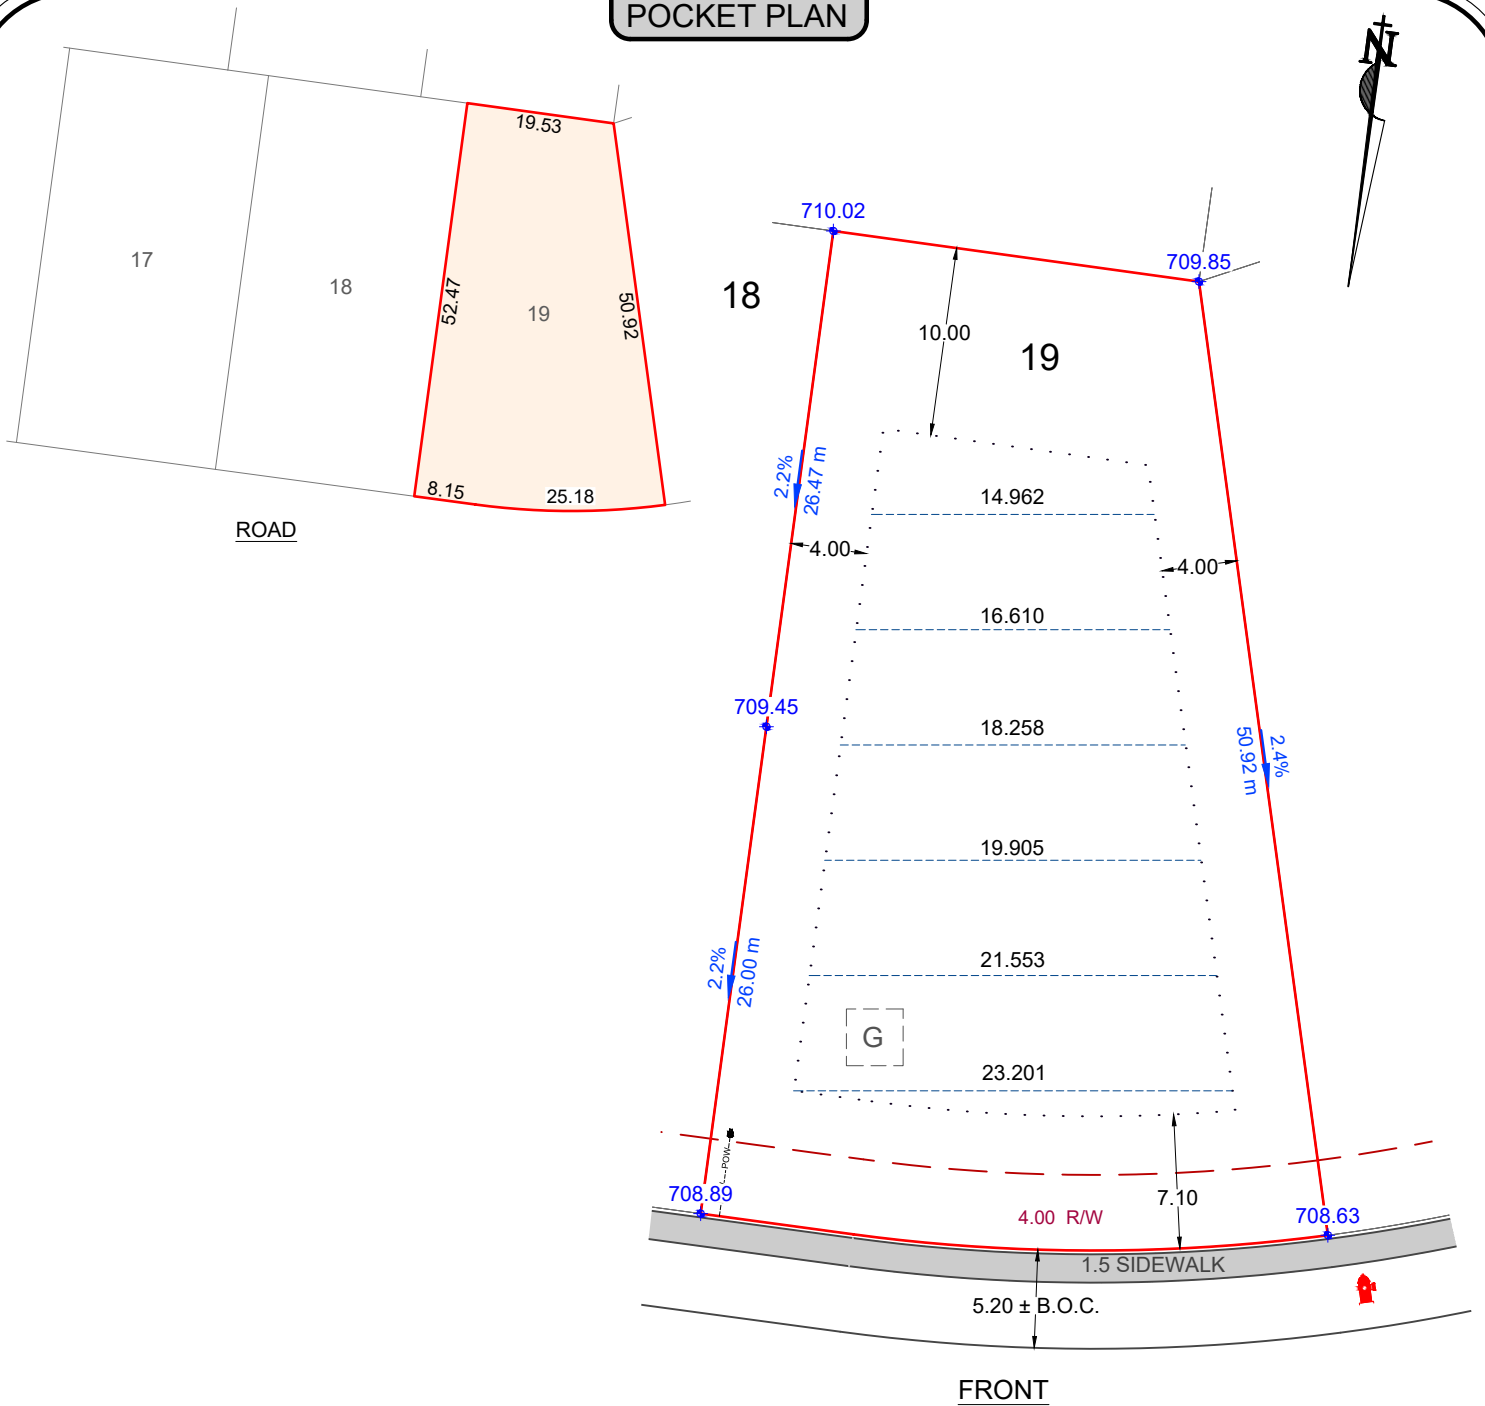 POCKET PLAN
N
19.53
17
18
19
52.47
50.92
8.15
25.18
ROAD
710.02
709.85
18
19
10.00
2.2%
26.47 m
14.962
4.00
4.00
16.610
709.45
18.258
2.4%
50.92 m
19.905
2.2%
26.00 m
21.553
G
23.201
POW
708.89
7.10
4.00 R/W
708.63
1.5 SIDEWALK
5.20 ± B.O.C.
FRONT